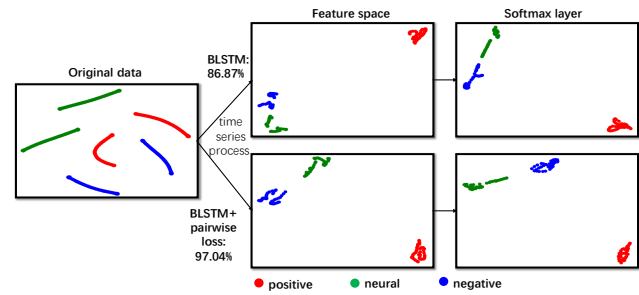 Feature space
Softmax layer
Original data
BLSTM:
86.87%
time
series
process
BLSTM+
pairwise
loss:
97.04%
positive
neural
negative